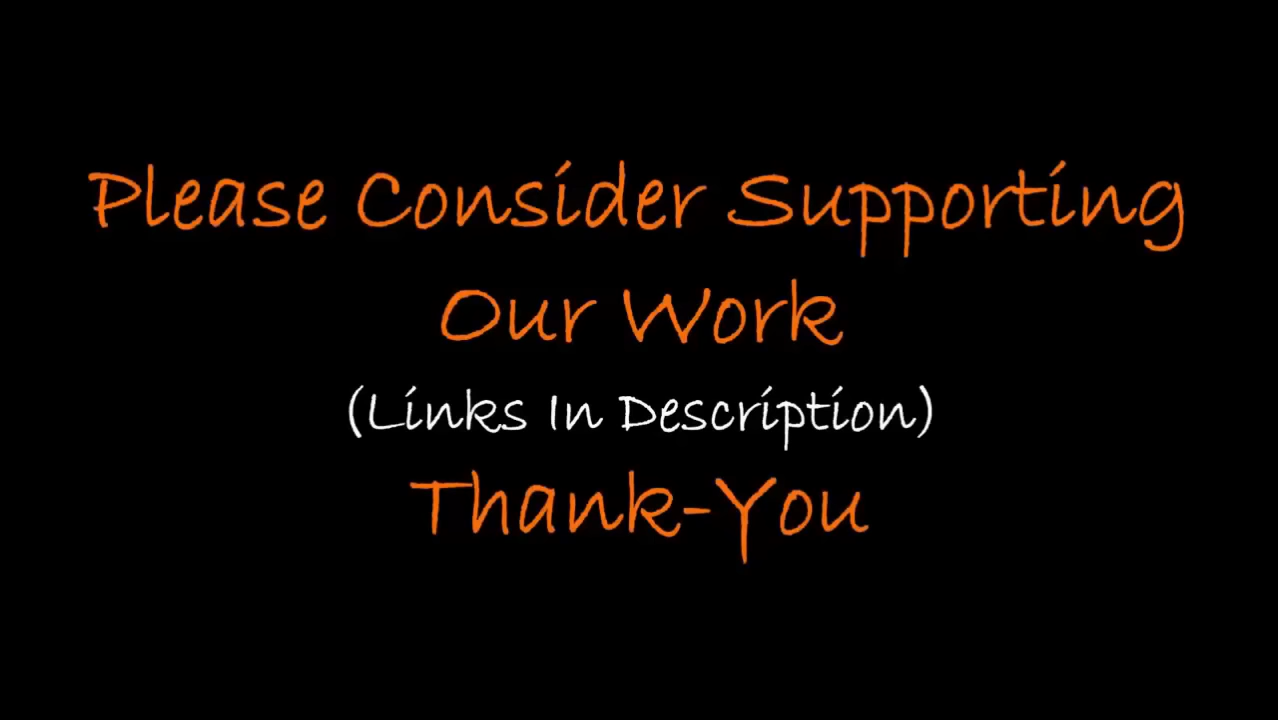 Please Consider Supporting
Our Work
(Links In Description)
Thank-You